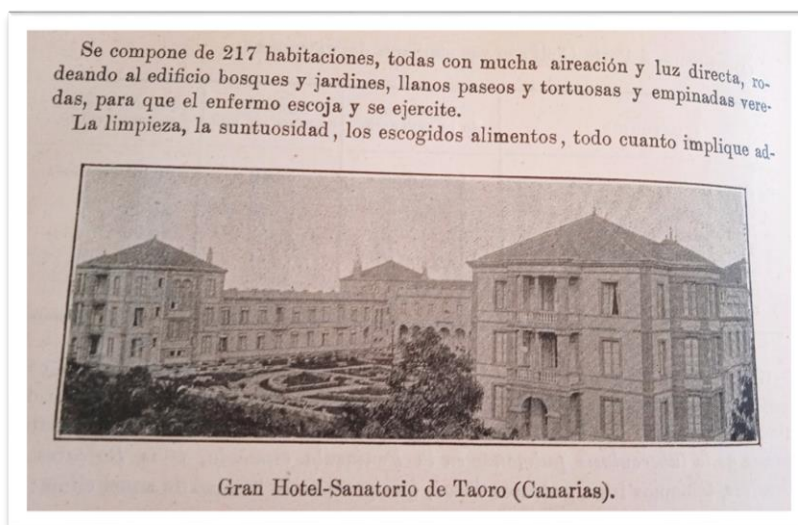 Se compone de 217 habitaciones, todas con mucha aireación y luz directa, ro-
deando al edificio bosques y jardines, llanos paseos y tortuosas y empinadas vere-
das, para que el enfermo escoja y se ejercite.
La limpieza, la suntuosidad, los escogidos alimentos, todo cuanto implique ad-
Gran Hotel-Sanatorio de Taoro (Canarias).